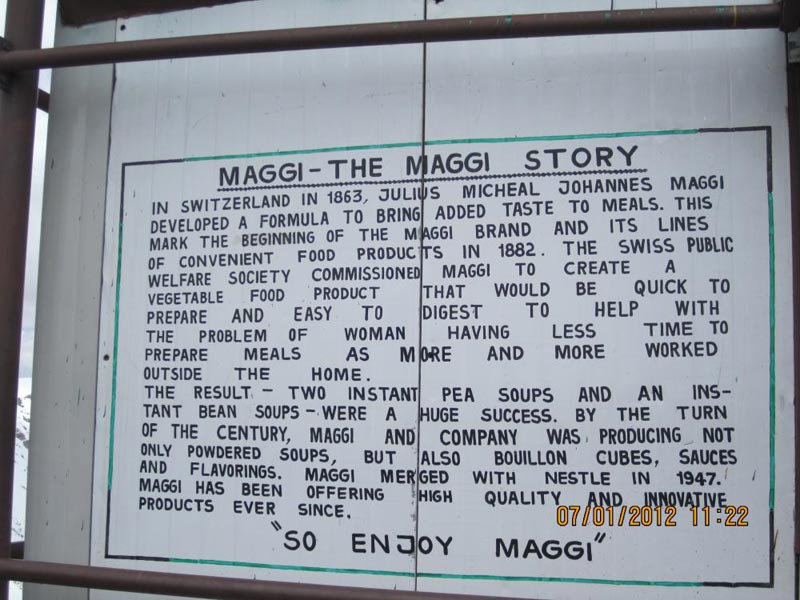 MAGGI-THE MAGGI STORY
IN SWITZERLAND IN 1863, JULIUS MICHEAL JOHANNES MAGGI
DEVELOPED A FORMULA TO BRING ADDED TASTE TO MEALS. THIS
MARK THE BEGINNING OF THE MAGGI BRAND AND ITS LINES
OF CONVENIENT FOOD PRODUCTS IN 1882. THE SWISS PUBLIC
WELFARE SOCIETY COMMISSIONED MAGGI TO CREATE A
VEGETABLE FOOD PRODUCT THAT WOULD BE QUICK TO
PREPARE AND EASY TO DIGEST TO HELP WITH
THE PROBLEM OF WOMAN HAVING LESS TIME TO
PREPARE MEALS AS MORE AND MORE WORKED
OUTSIDE THE HOME.
THE RESULT - TWO INSTANT PEA SOUPS AND AN INS-
TANT BEAN SOUPS - WERE A HUGE SUCCESS. BY THE TURN
OF THE CENTURY, MAGGI AND COMPANY WAS PRODUCING NOT
ONLY POWDERED SOUPS, BUT ALSO BOUILLON CUBES, SAUCES
AND FLAVORINGS. MAGGI MERGED WITH NESTLE IN 1947.
MAGGI HAS BEEN OFFERING HIGH QUALITY AND INNOVATIVE
PRODUCTS EVER SINCE.
"SO ENJOY MAGGI"
07/01/2012 11:22